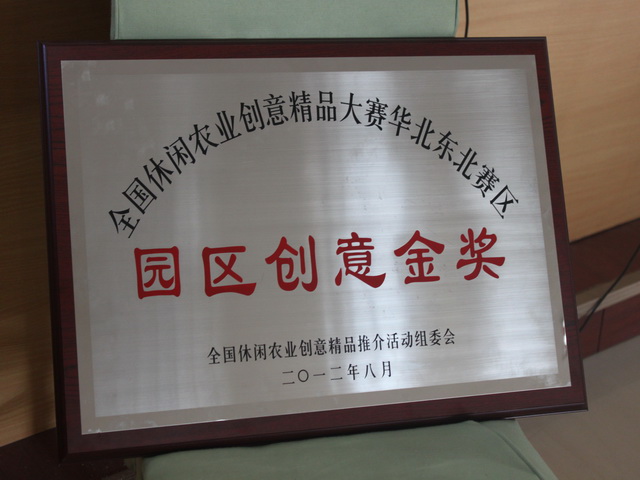 全国休闲农业创意精品大赛华北东北赛区
园区创意金奖
全国休闲农业创意精品推介活动组委会
二〇一二年八月